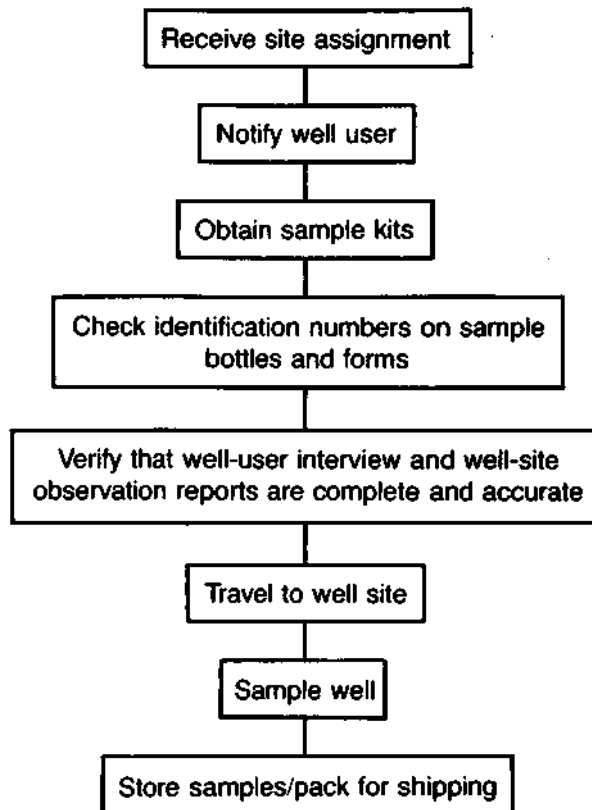 Receive site assignment
Notify well user
Obtain sample kits
Check identification numbers on sample
bottles and forms
Verify that well-user interview and well-site
observation reports are complete and accurate
Travel to well site
Sample well
Store samples/pack for shipping